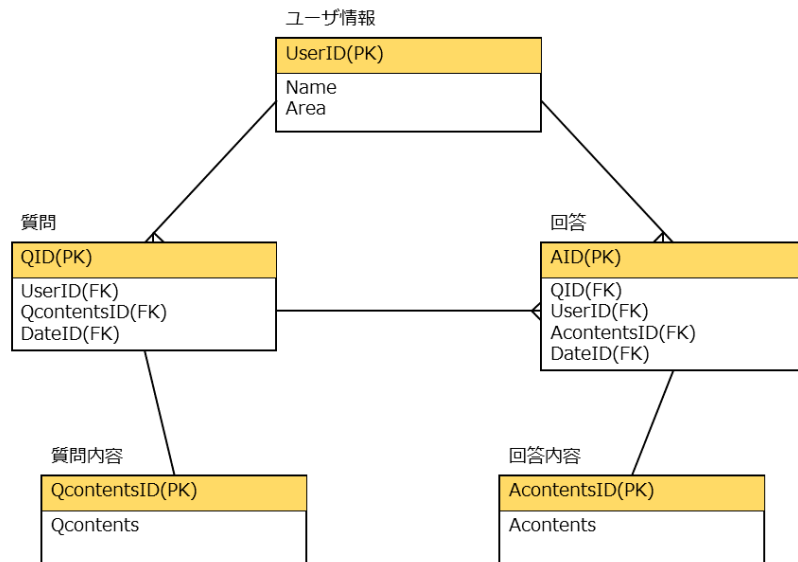 ユーザ情報
UserID(PK)
Name
Area
質問
QID(PK)
UserID(FK)
QcontentsID(FK)
DateID(FK)
回答
AID(PK)
QID(FK)
UserID(FK)
AcontentsID(FK)
DateID(FK)
質問内容
QcontentsID(PK)
Qcontents
回答内容
AcontentsID(PK)
Acontents